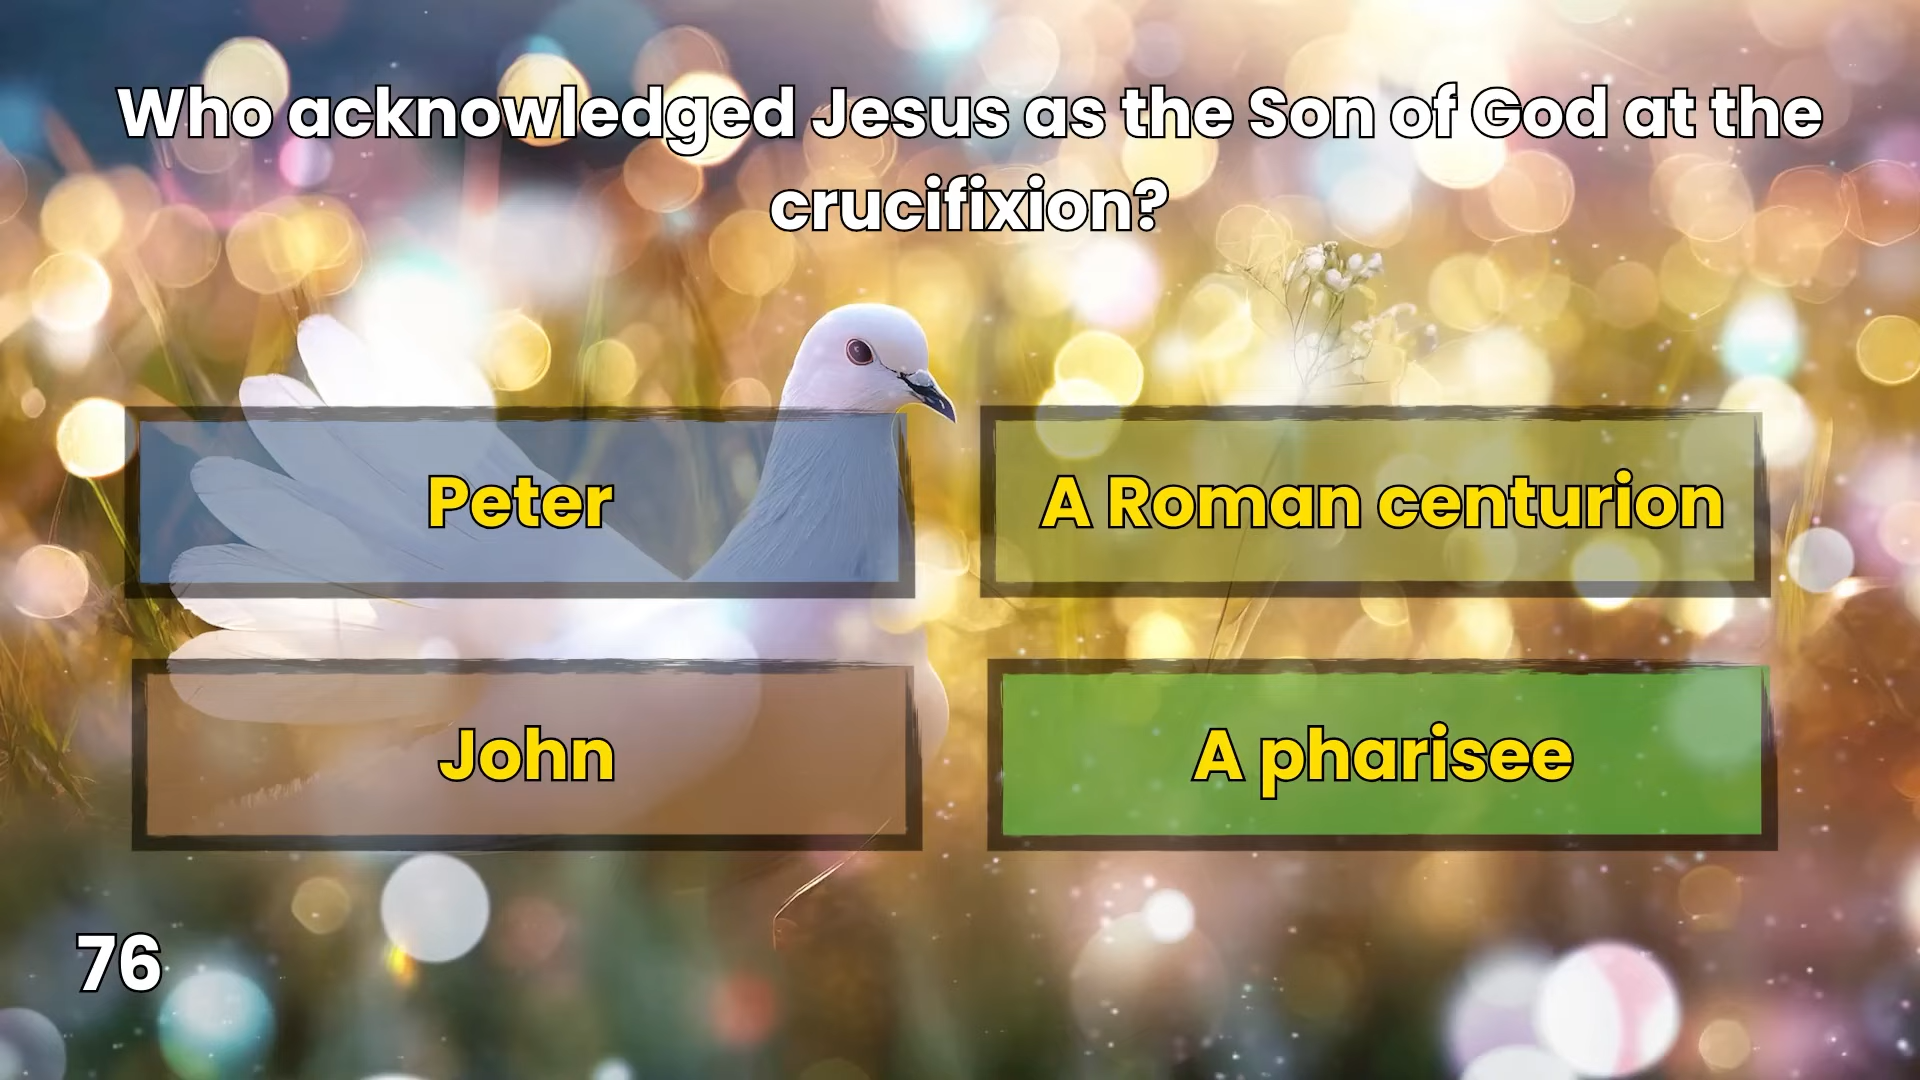 Who acknowledged Jesus as the Son of God at the
crucifixion?
Peter
A Roman centurion
John
A pharisee
76